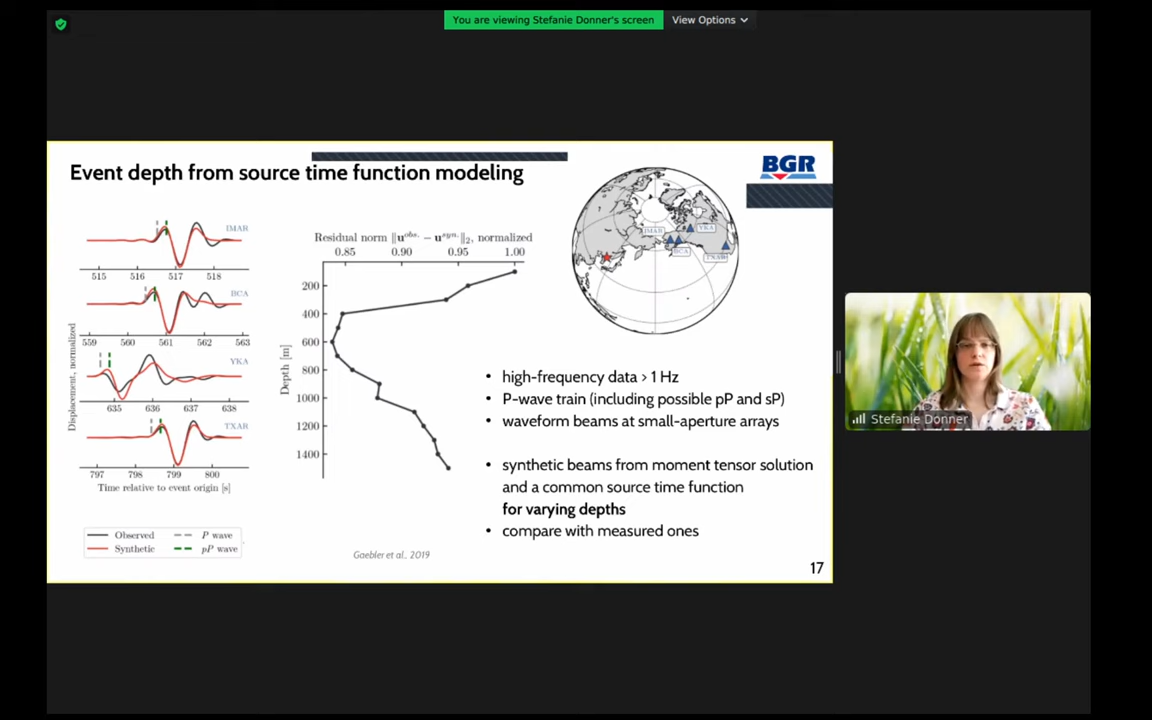 You are viewing Stefanie Donner's screen
View Options
Event depth from source time function modeling
BGR
IMAR
515 516 517 518
BCA
559 560 561 562 563
YKA
635 636 637 638
TXAR
797 798 799 800
Displacement, normalized
Time relative to event origin [s]
Observed
P wave
Synthetic
pP wave
Residual norm ‖u^obs. − u^syn.‖₂, normalized
0.85 0.90 0.95 1.00
200
400
600
800
1000
1200
1400
Depth [m]
Gaebler et al., 2019
IMAR
YKA
BCA
TXAR
• high-frequency data > 1 Hz
• P-wave train (including possible pP and sP)
• waveform beams at small-aperture arrays
• synthetic beams from moment tensor solution
and a common source time function
for varying depths
• compare with measured ones
17
Stefanie Donner